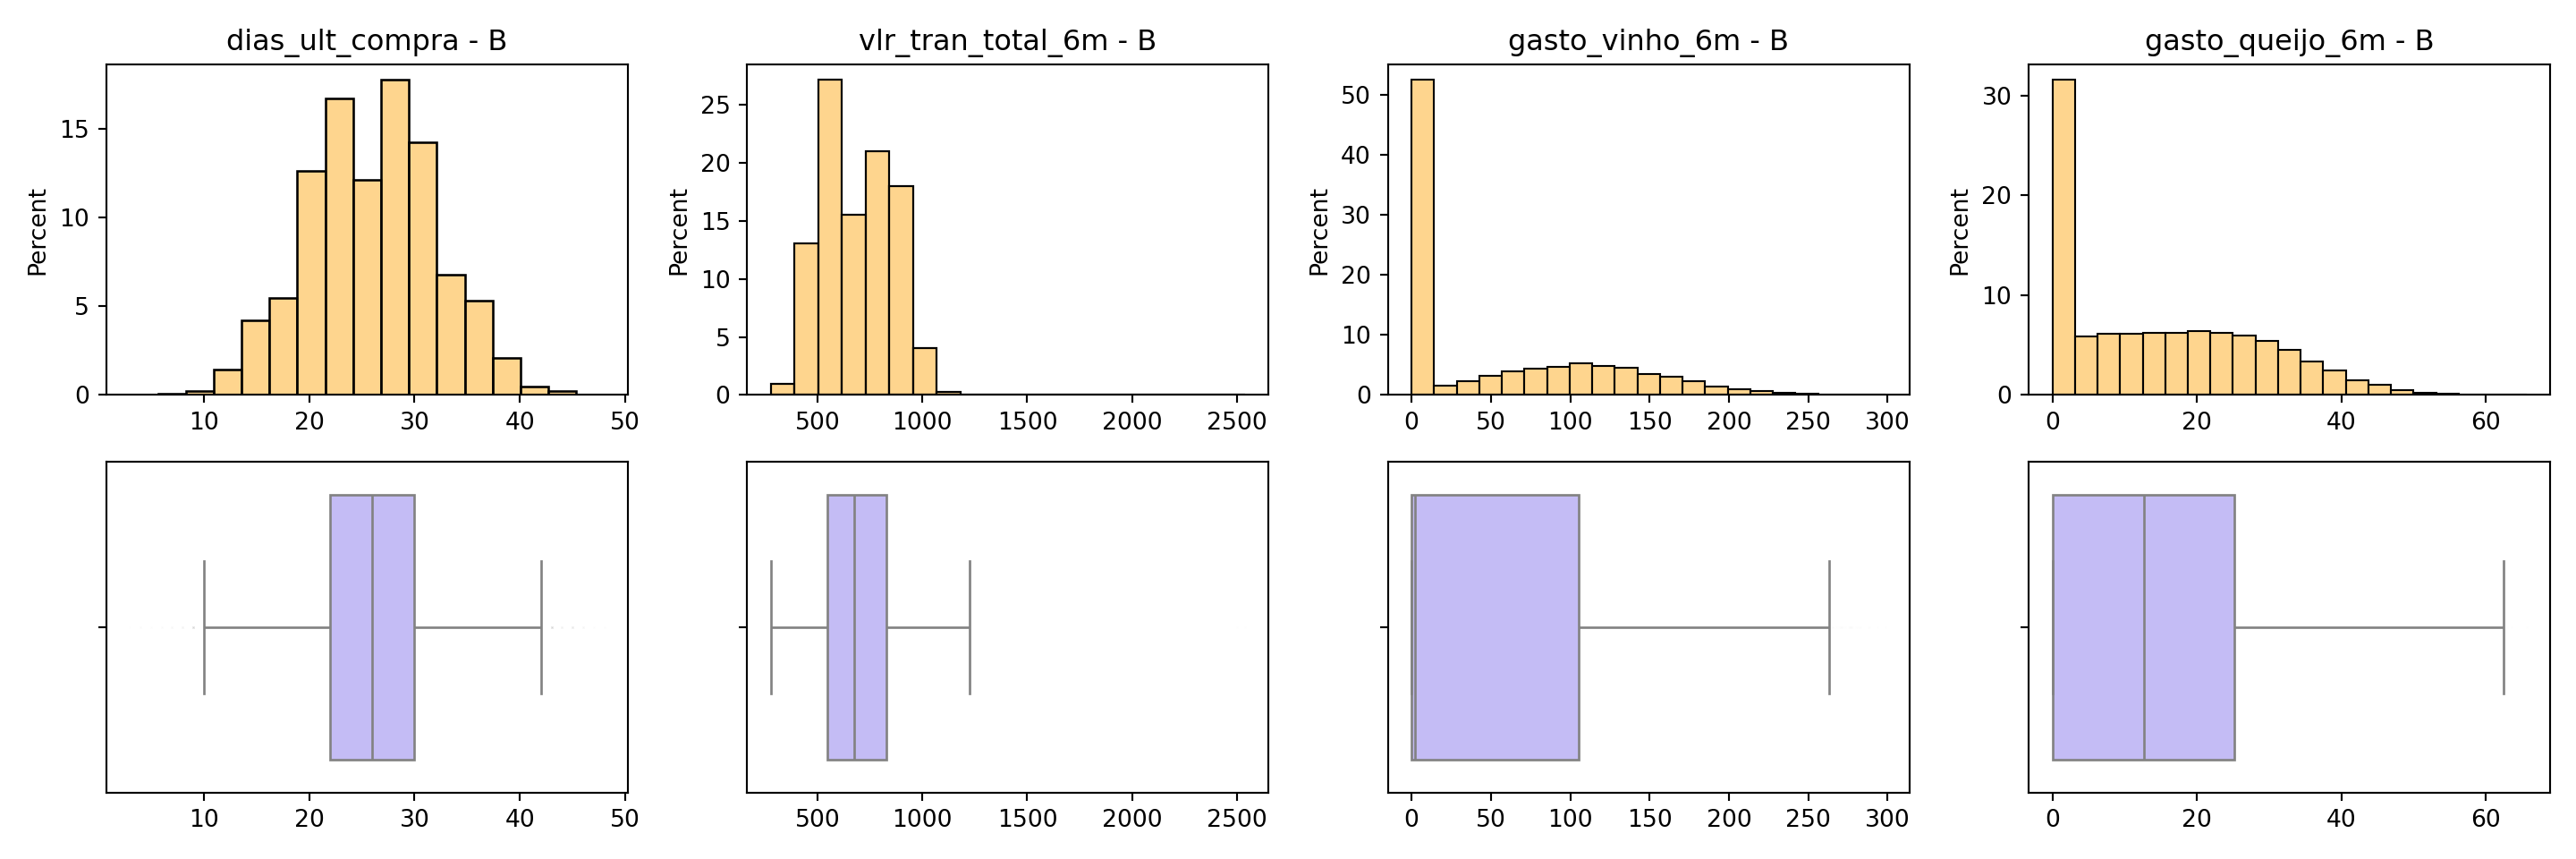 dias_ult_compra - B
Percent
15
10
5
0
10 20 30 40 50
vlr_tran_total_6m - B
Percent
25
20
15
10
5
0
500 1000 1500 2000 2500
gasto_vinho_6m - B
Percent
50
40
30
20
10
0
0 50 100 150 200 250 300
gasto_queijo_6m - B
Percent
30
20
10
0
0 20 40 60
10 20 30 40 50
500 1000 1500 2000 2500
0 50 100 150 200 250 300
0 20 40 60